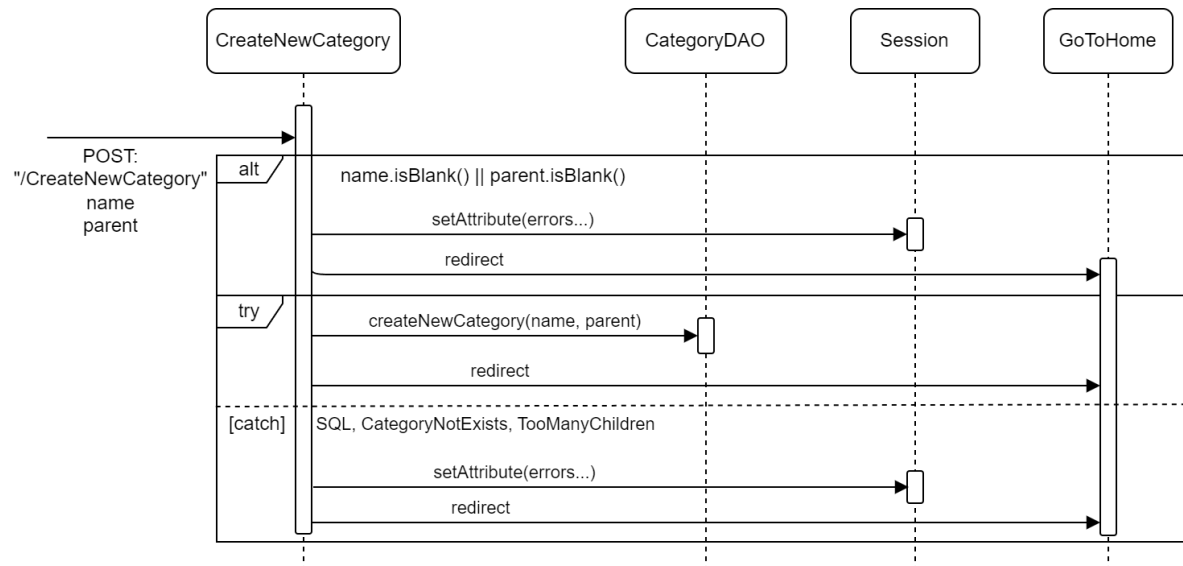 CreateNewCategory
CategoryDAO
Session
GoToHome
POST:
"/CreateNewCategory"
name
parent
alt
name.isBlank() || parent.isBlank()
setAttribute(errors...)
redirect
try
createNewCategory(name, parent)
redirect
[catch]
SQL, CategoryNotExists, TooManyChildren
setAttribute(errors...)
redirect